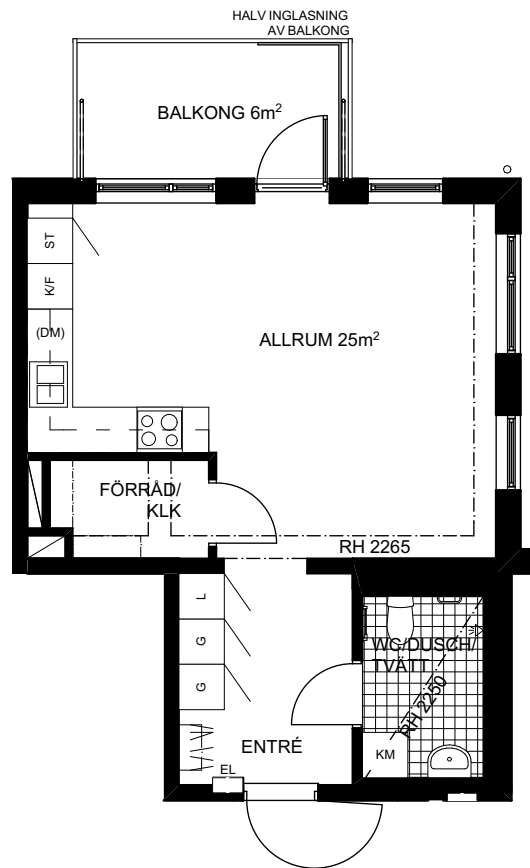 HALV INGLASNING
AV BALKONG
BALKONG 6m²
ST
K/F
(DM)
ALLRUM 25m²
FÖRRÅD/
KLK
RH 2265
L
G
G
WC/DUSCH/
TVÄTT
RH 2250
ENTRÉ
KM
EL